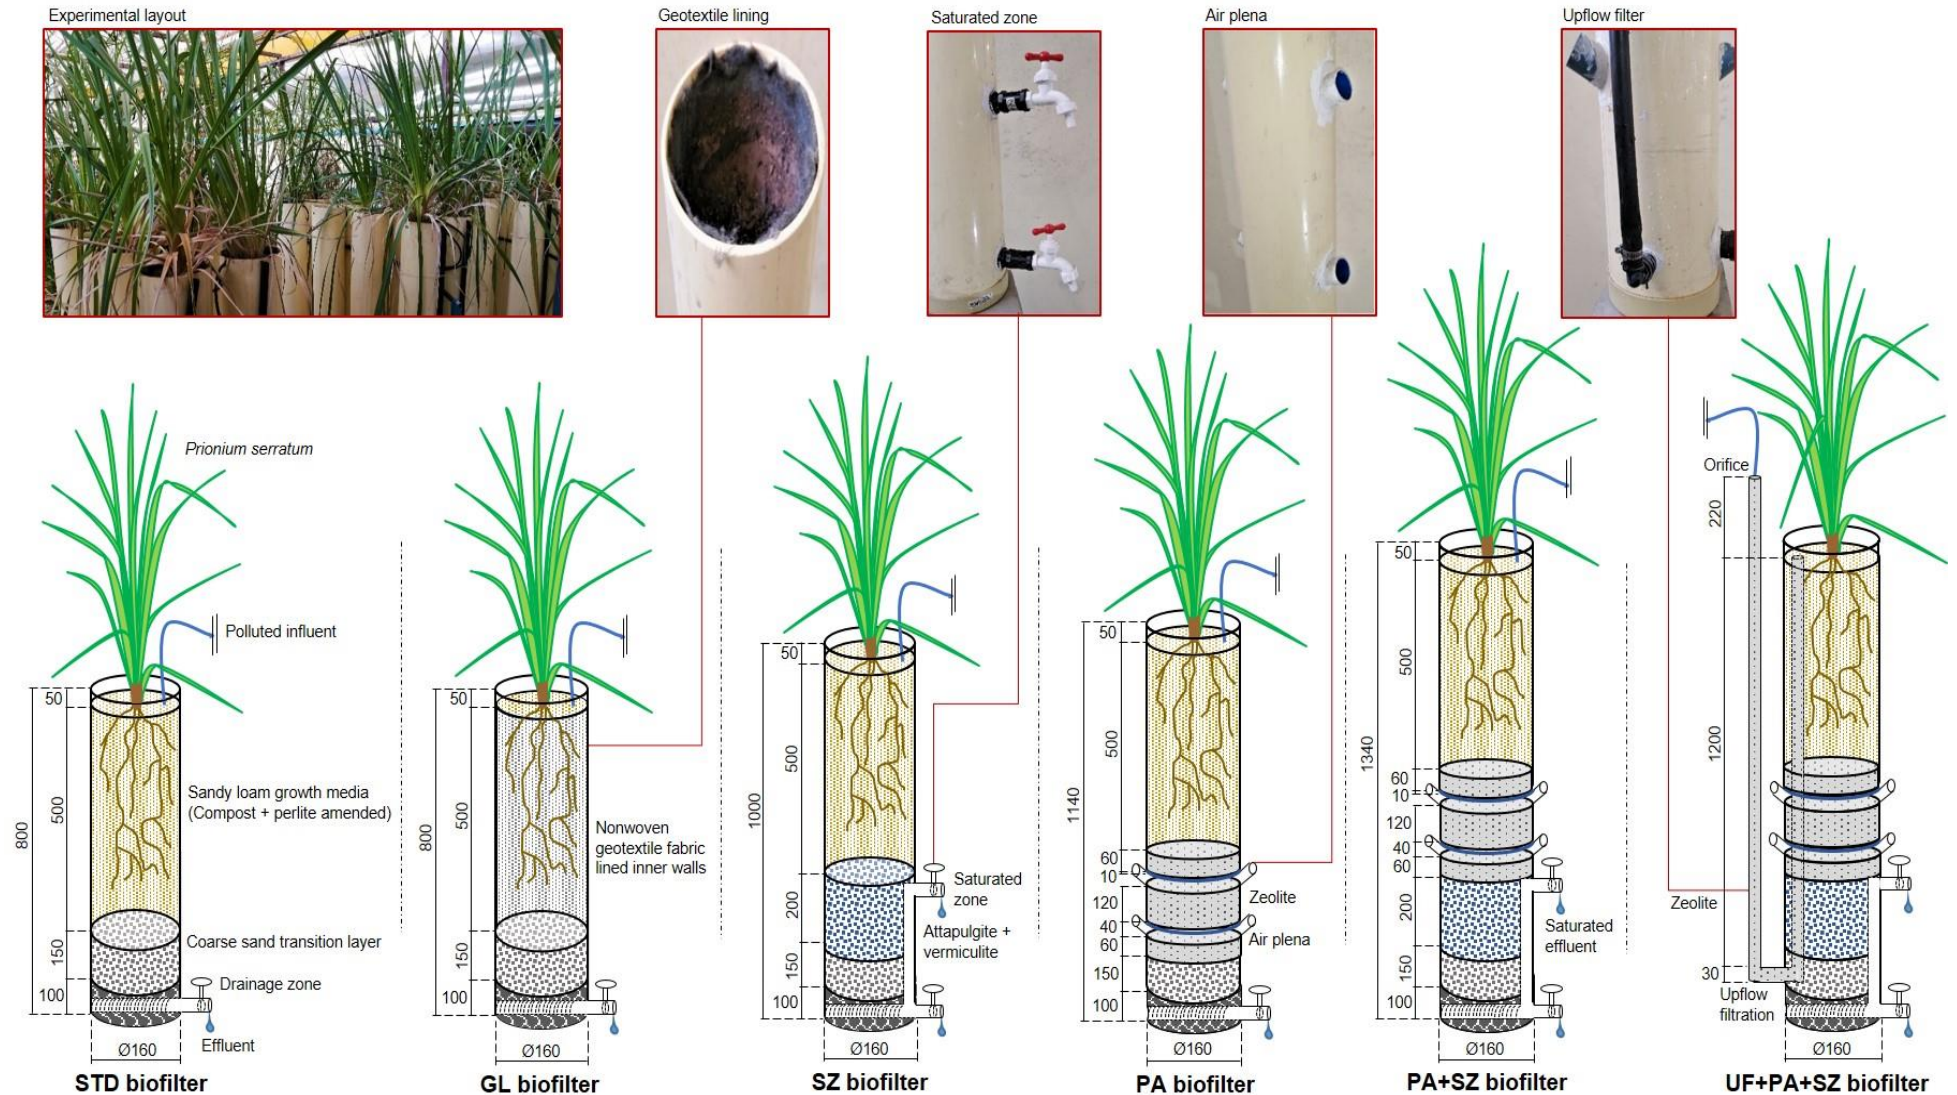 Experimental layout
Geotextile lining
Saturated zone
Air plena
Upflow filter
Prionium serratum
Polluted influent
50
500
800
150
100
Sandy loam growth media
(Compost + perlite amended)
Coarse sand transition layer
Drainage zone
Effluent
Ø160
STD biofilter
50
500
800
150
100
Nonwoven
geotextile fabric
lined inner walls
Ø160
GL biofilter
50
500
1000
200
150
100
Saturated
zone
Attapulgite +
vermiculite
Ø160
SZ biofilter
50
500
1140
60
10
120
40
60
150
100
Zeolite
Air plena
Ø160
PA biofilter
50
500
1340
60
10
120
40
60
200
150
100
Saturated
effluent
Ø160
PA+SZ biofilter
Orifice
220
1200
Zeolite
30
Upflow
filtration
Ø160
UF+PA+SZ biofilter